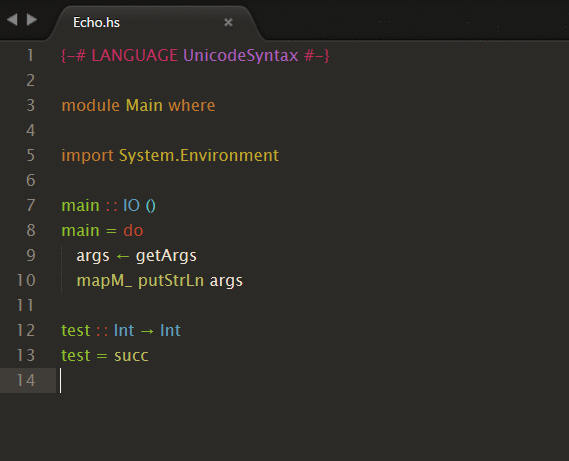 Echo.hs ×
1 {-# LANGUAGE UnicodeSyntax #-}
2
3 module Main where
4
5 import System.Environment
6
7 main :: IO ()
8 main = do
9 args ← getArgs
10 mapM_ putStrLn args
11
12 test :: Int → Int
13 test = succ
14